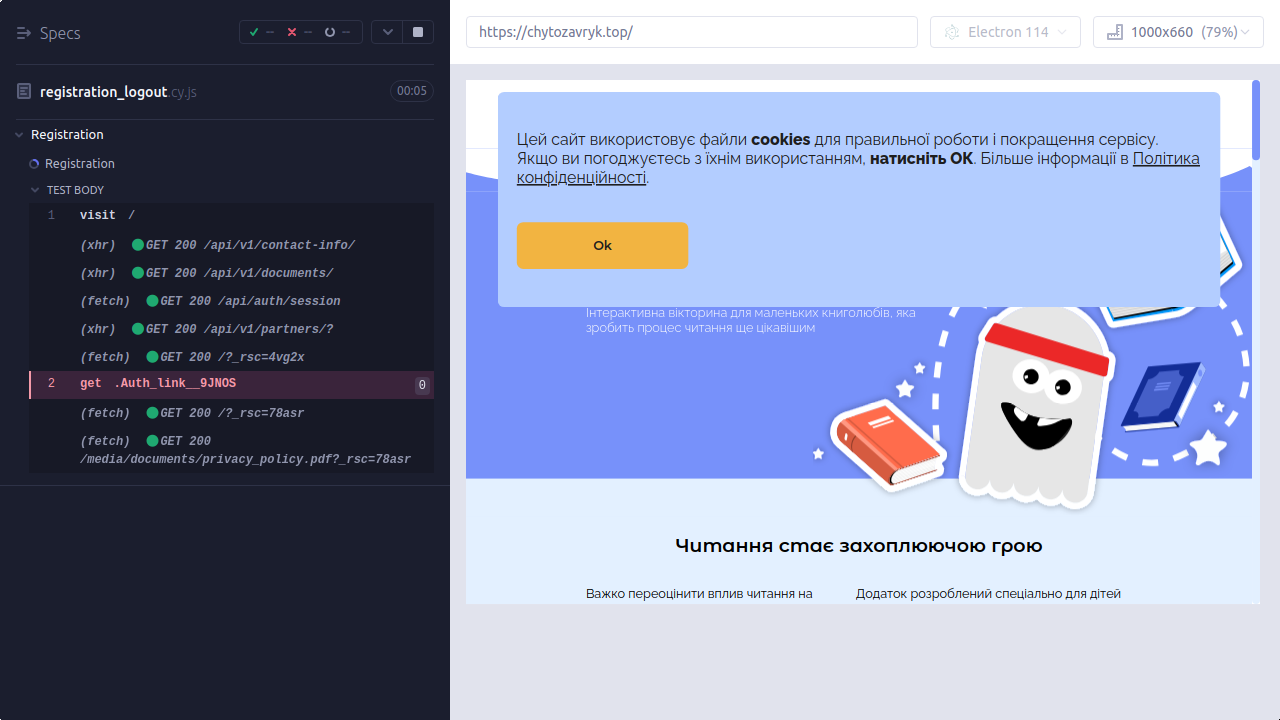 Specs
--
--
--
registration_logout.cy.js
00:05
Registration
Registration
TEST BODY
1 visit /
(xhr) GET 200 /api/v1/contact-info/
(xhr) GET 200 /api/v1/documents/
(fetch) GET 200 /api/auth/session
(xhr) GET 200 /api/v1/partners/?
(fetch) GET 200 /?_rsc=4vg2x
2 get .Auth_link__9JNOS 0
(fetch) GET 200 /?_rsc=78asr
(fetch) GET 200
/media/documents/privacy_policy.pdf?_rsc=78asr
https://chytozavryk.top/
Electron 114
1000x660 (79%)
Цей сайт використовує файли cookies для правильної роботи і покращення сервісу.
Якщо ви погоджуєтесь з їхнім використанням, натисніть ОК. Більше інформації в Політика
конфіденційності.
Ok
Інтерактивна вікторина для маленьких книголюбів, яка
зробить процес читання ще цікавішим
Читання стає захоплюючою грою
Важко переоцінити вплив читання на
Додаток розроблений спеціально для дітей